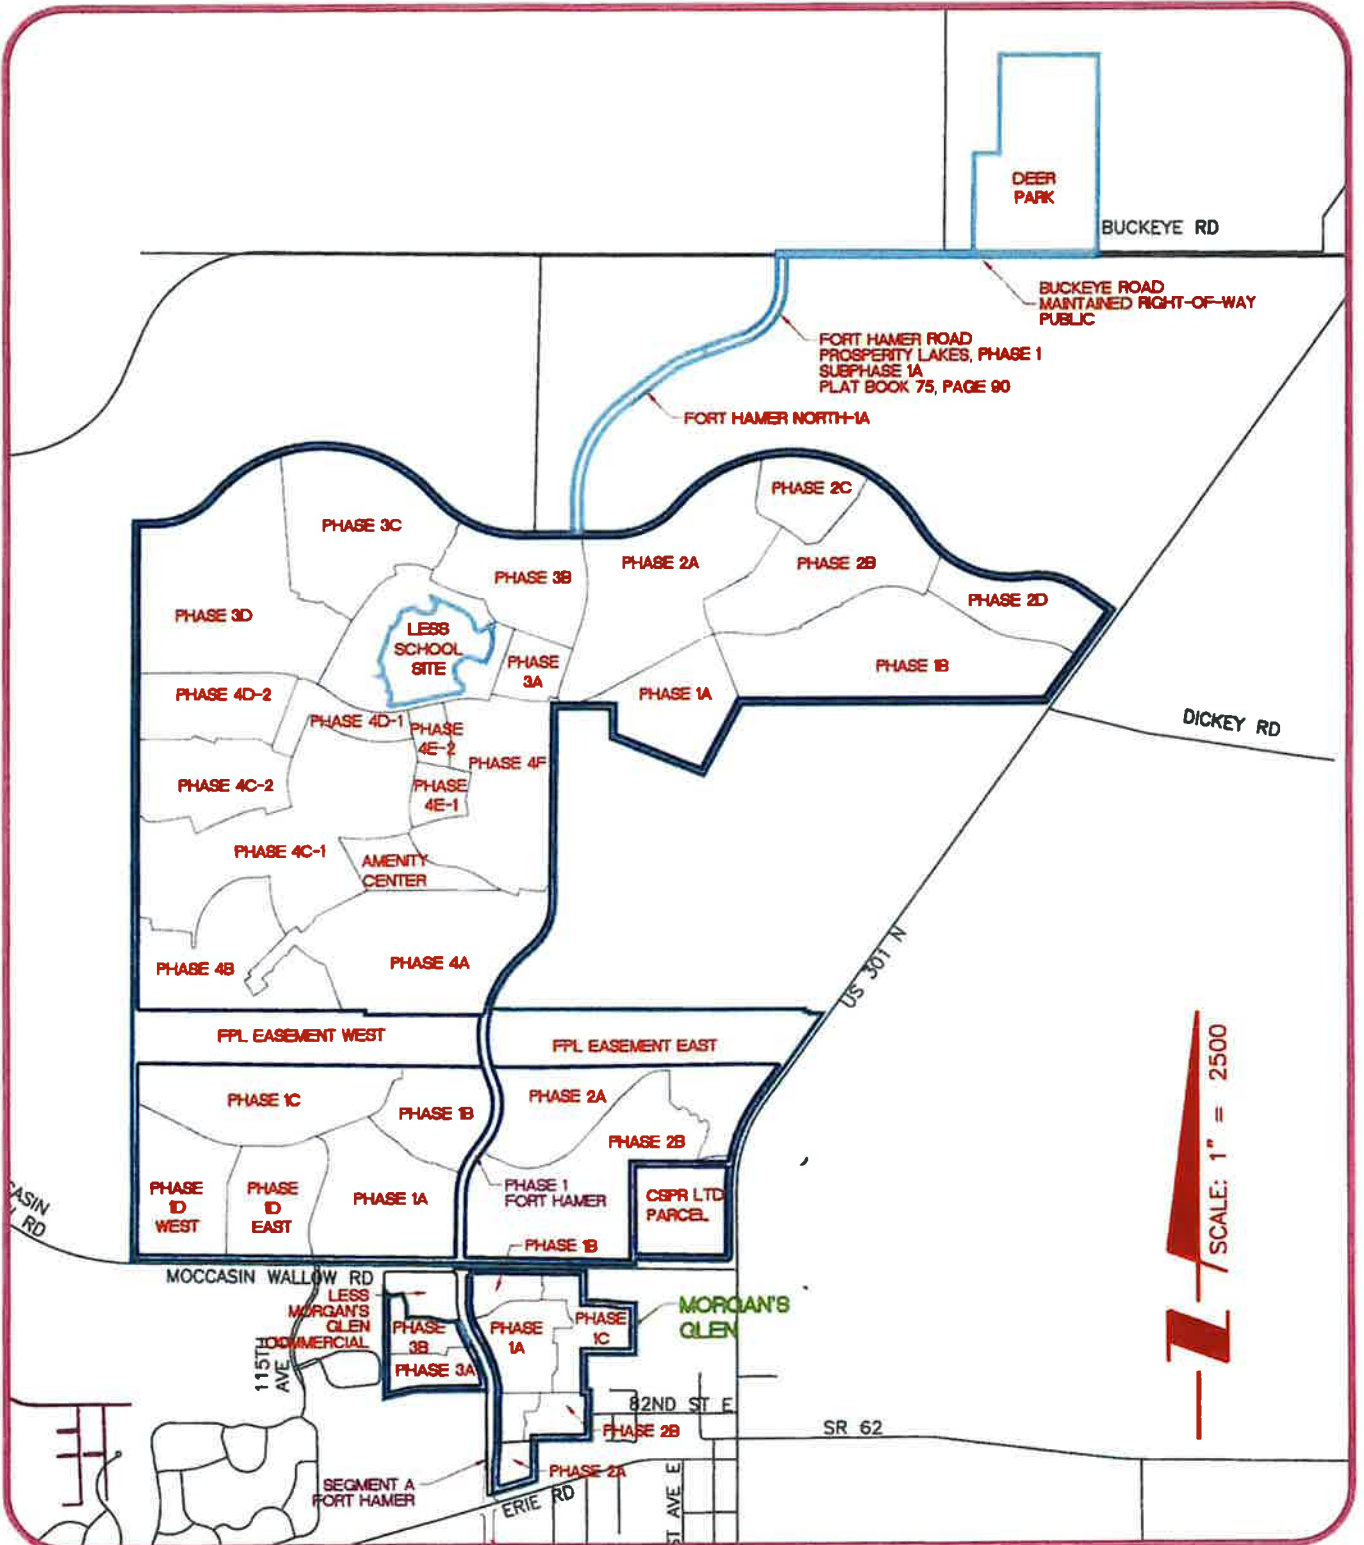 DEER
PARK
BUCKEYE RD
BUCKEYE ROAD
MAINTAINED RIGHT-OF-WAY
PUBLIC
FORT HAMER ROAD
PROSPERITY LAKES, PHASE 1
SUBPHASE 1A
PLAT BOOK 75, PAGE 90
FORT HAMER NORTH-1A
PHASE 2C
PHASE 3C
PHASE 2A
PHASE 2B
PHASE 3B
PHASE 2D
PHASE 3D
LESS
SCHOOL
SITE
PHASE
3A
PHASE 1B
PHASE 4D-2
PHASE 1A
PHASE 4D-1
PHASE
4E-2
DICKEY RD
PHASE 4F
PHASE 4C-2
PHASE
4E-1
PHASE 4C-1
AMENITY
CENTER
PHASE 4B
PHASE 4A
US 301 N
FPL EASEMENT WEST
FPL EASEMENT EAST
PHASE 1C
PHASE 1B
PHASE 2A
PHASE 2B
PHASE
1D
WEST
PHASE
1D
EAST
PHASE 1A
PHASE 1
FORT HAMER
CSPR LTD
PARCEL
SCALE: 1" = 2500
CASIN
RD
PHASE 1B
MOCCASIN WALLOW RD
LESS
MORGAN'S
GLEN
COMMERCIAL
MORGAN'S
GLEN
PHASE
3B
PHASE
1A
PHASE
1C
PHASE 3A
115TH
AVE
82ND ST E
SR 62
PHASE 2B
PHASE 2A
SEGMENT A
FORT HAMER
ERIE RD
ST AVE E
N